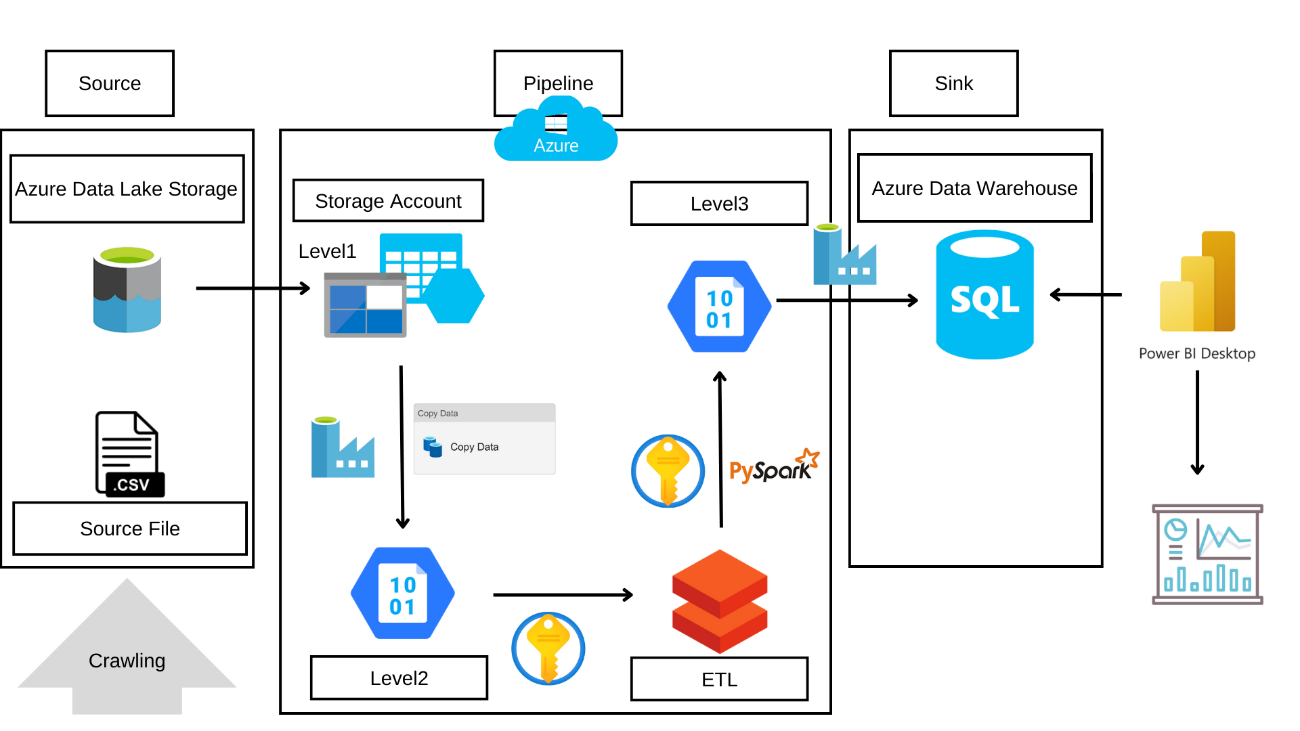 Source
Pipeline
Sink
Azure
Azure Data Lake Storage
.CSV
Source File
Crawling
Storage Account
Level1
Copy Data
Copy Data
10
01
Level2
ETL
PySpark
Level3
10
01
Azure Data Warehouse
SQL
Power BI Desktop